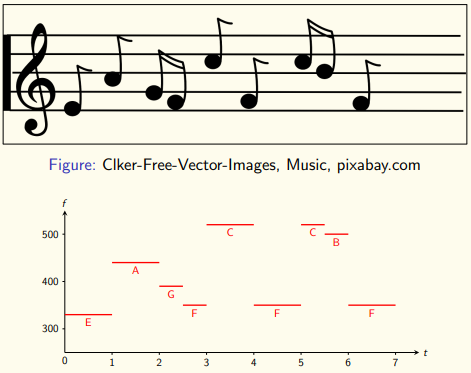 Figure: Clker-Free-Vector-Images, Music, pixabay.com
f
500
400
300
E
A
G
F
C
F
C
B
F
0 1 2 3 4 5 6 7 t